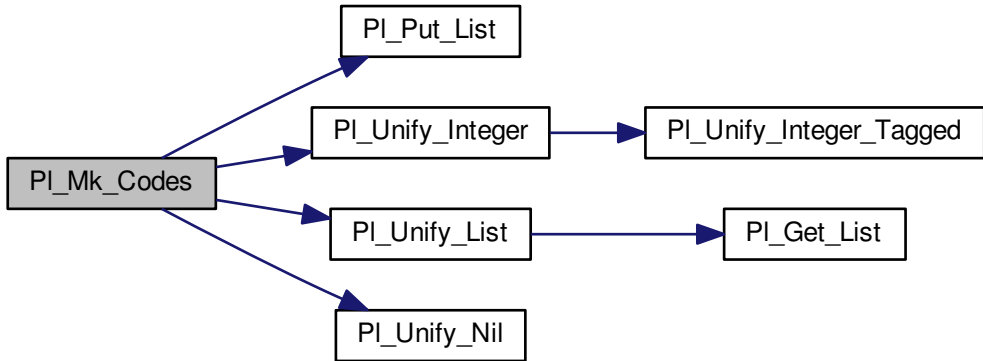 Pl_Put_List
Pl_Unify_Integer
Pl_Unify_Integer_Tagged
Pl_Mk_Codes
Pl_Unify_List
Pl_Get_List
Pl_Unify_Nil